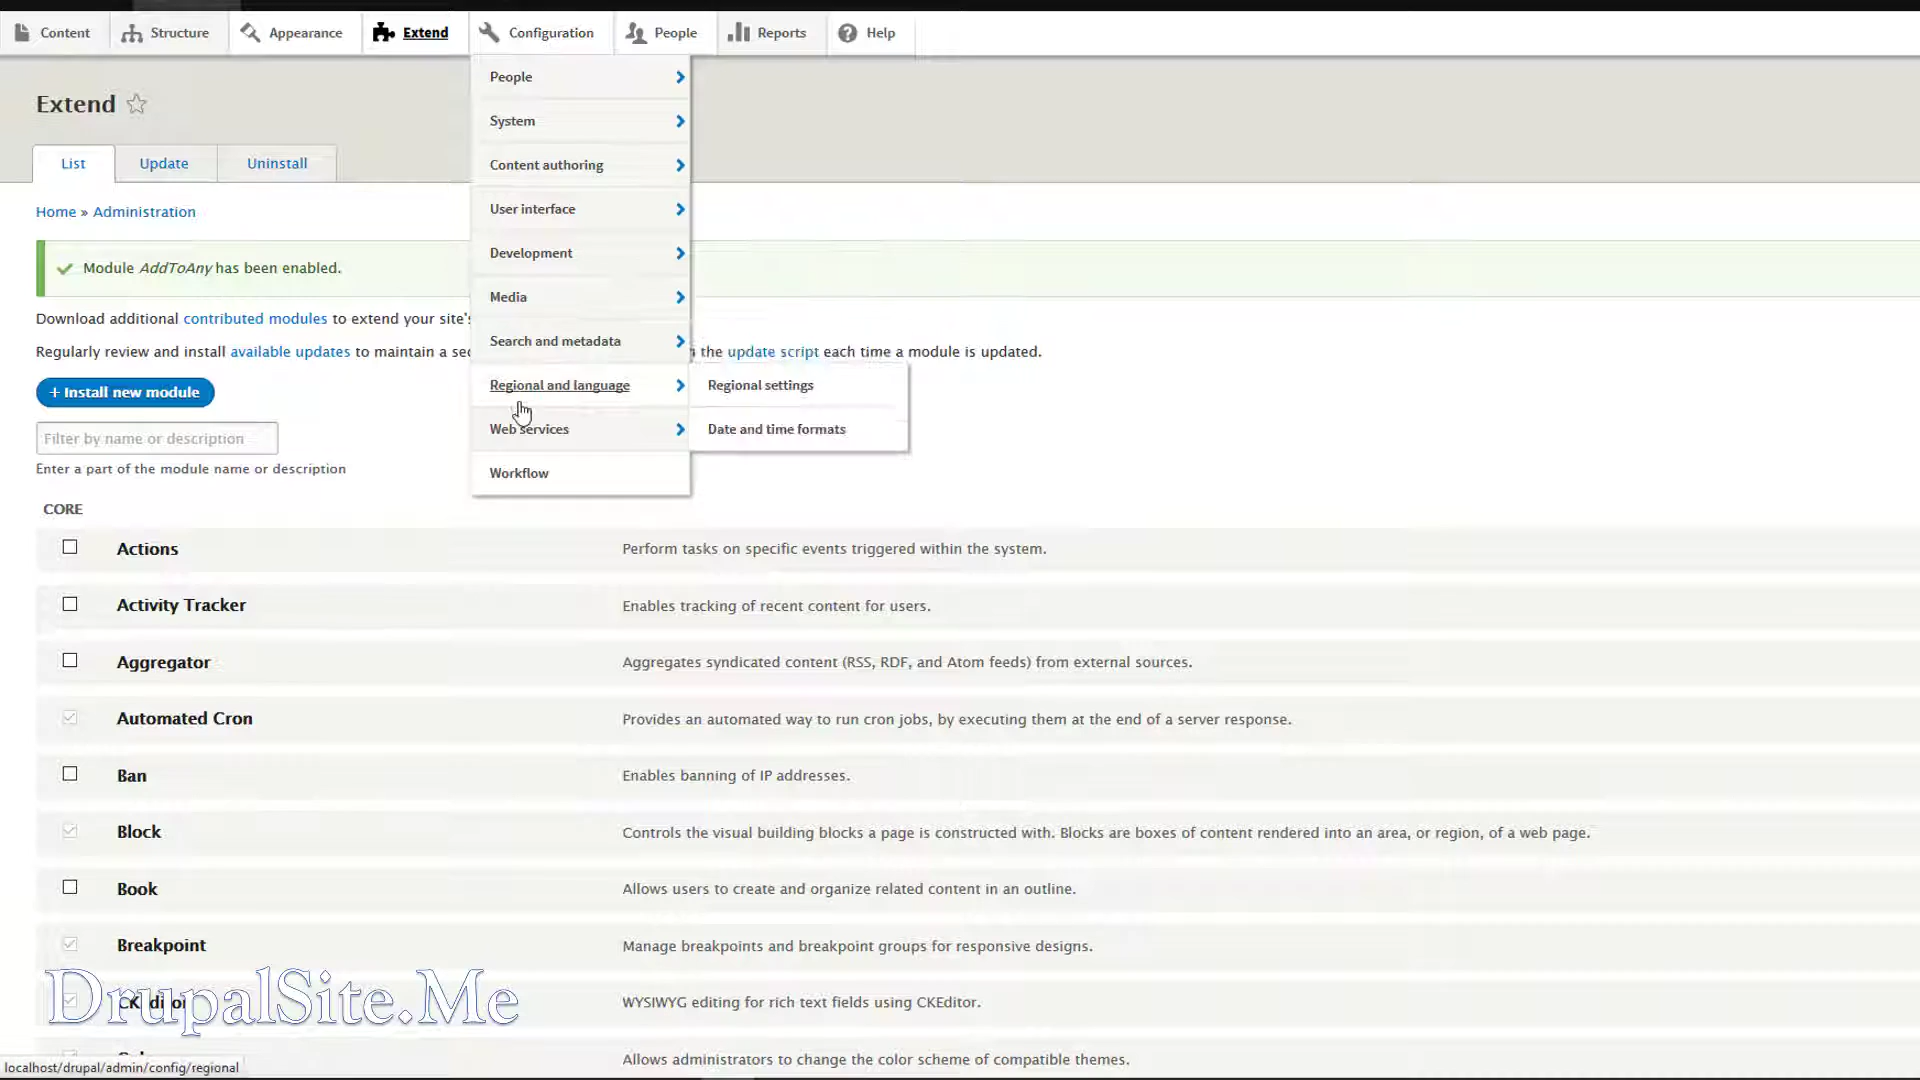 Content Structure Appearance Extend Configuration People Reports Help
People
Extend
System
Content authoring
List Update Uninstall
User interface
Home » Administration
Development
Module AddToAny has been enabled.
Media
Download additional contributed modules to extend your site's
Search and metadata
Regularly review and install available updates to maintain a the update script each time a module is updated.
Regional and language Regional settings
+ Install new module
Web services Date and time formats
Filter by name or description
Enter a part of the module name or description
Workflow
CORE
Actions Perform tasks on specific events triggered within the system.
Activity Tracker Enables tracking of recent content for users.
Aggregator Aggregates syndicated content (RSS, RDF, and Atom feeds) from external sources.
Automated Cron Provides an automated way to run cron jobs, by executing them at the end of a server response.
Ban Enables banning of IP addresses.
Block Controls the visual building blocks a page is constructed with. Blocks are boxes of content rendered into an area, or region, of a web page.
Book Allows users to create and organize related content in an outline.
Breakpoint Manage breakpoints and breakpoint groups for responsive designs.
CKEditor WYSIWYG editing for rich text fields using CKEditor.
DrupalSite.Me
Allows administrators to change the color scheme of compatible themes.
localhost/drupal/admin/config/regional